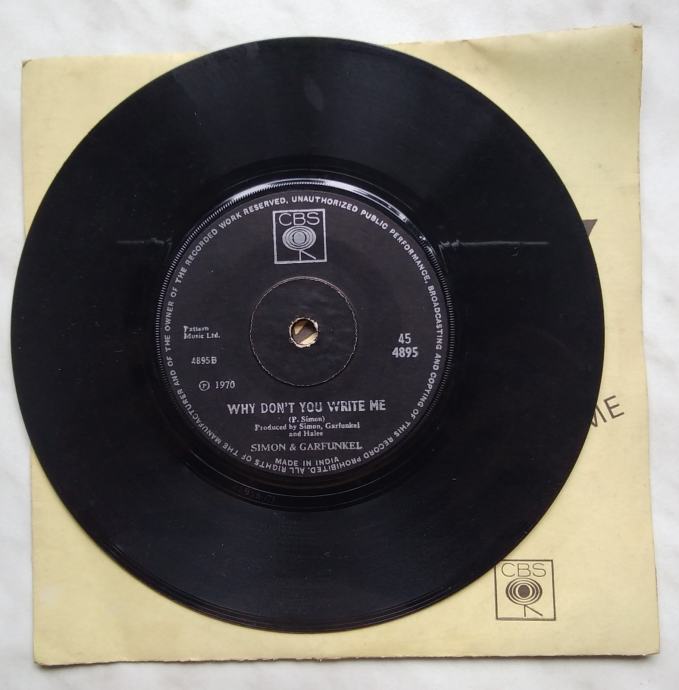 ALL RIGHTS OF THE MANUFACTURER AND OF THE OWNER OF THE RECORDED WORK RESERVED, UNAUTHORIZED PUBLIC PERFORMANCE, BROADCASTING AND COPYING OF THIS RECORD PROHIBITED.
CBS
Pattern
Music Ltd.
45
4895
4895B
℗ 1970
WHY DON'T YOU WRITE ME
(P. Simon)
Produced by Simon, Garfunkel
and Halee
SIMON & GARFUNKEL
MADE IN INDIA
ME
CBS